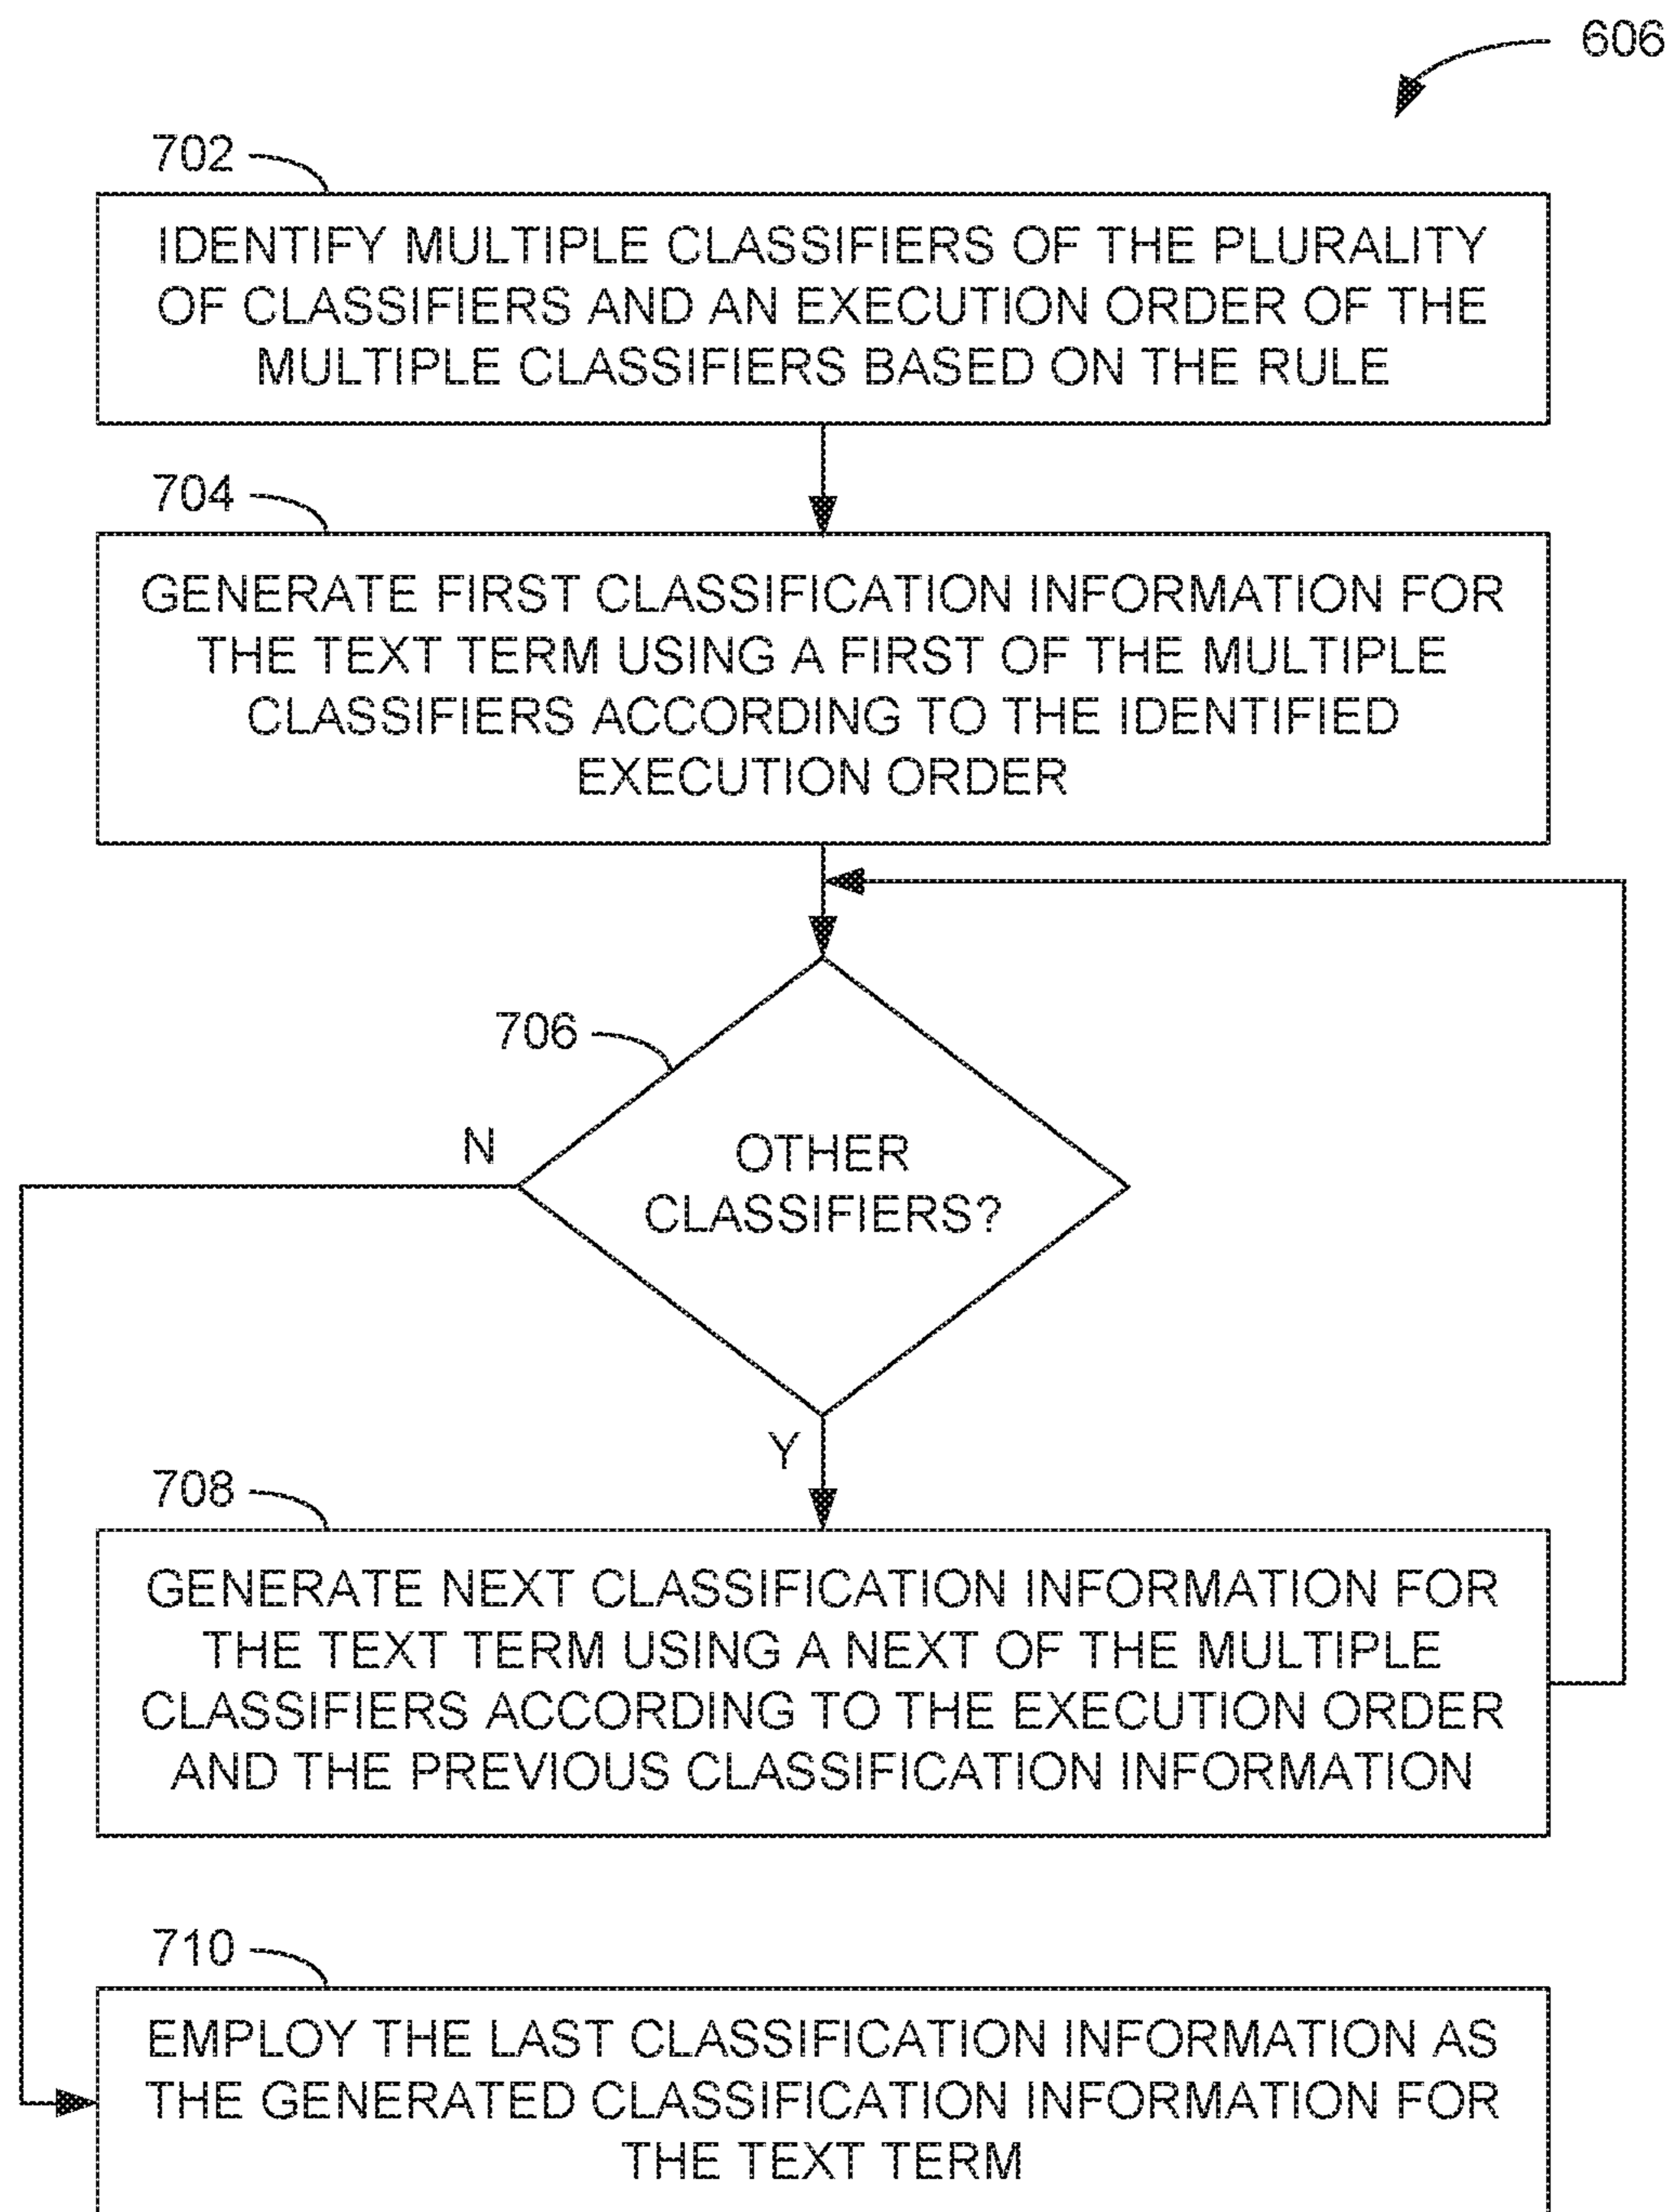 606
702
IDENTIFY MULTIPLE CLASSIFIERS OF THE PLURALITY
OF CLASSIFIERS AND AN EXECUTION ORDER OF THE
MULTIPLE CLASSIFIERS BASED ON THE RULE
704
GENERATE FIRST CLASSIFICATION INFORMATION FOR
THE TEXT TERM USING A FIRST OF THE MULTIPLE
CLASSIFIERS ACCORDING TO THE IDENTIFIED
EXECUTION ORDER
706
N
OTHER
CLASSIFIERS?
Y
708
GENERATE NEXT CLASSIFICATION INFORMATION FOR
THE TEXT TERM USING A NEXT OF THE MULTIPLE
CLASSIFIERS ACCORDING TO THE EXECUTION ORDER
AND THE PREVIOUS CLASSIFICATION INFORMATION
710
EMPLOY THE LAST CLASSIFICATION INFORMATION AS
THE GENERATED CLASSIFICATION INFORMATION FOR
THE TEXT TERM